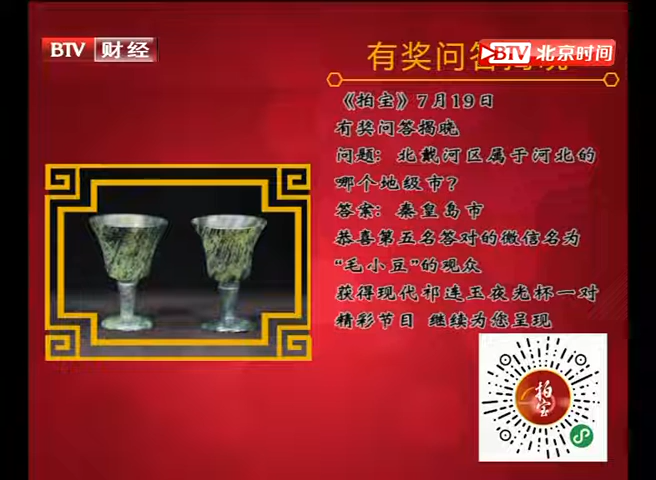 BTV 财经
有奖问答揭晓
BTV 北京时间
《拍宝》7月19日
有奖问答揭晓
问题：北戴河区属于河北的
哪个地级市？
答案：秦皇岛市
恭喜第五名答对的微信名为
“毛小豆”的观众
获得现代祁连玉夜光杯一对
精彩节目 继续为您呈现
拍宝